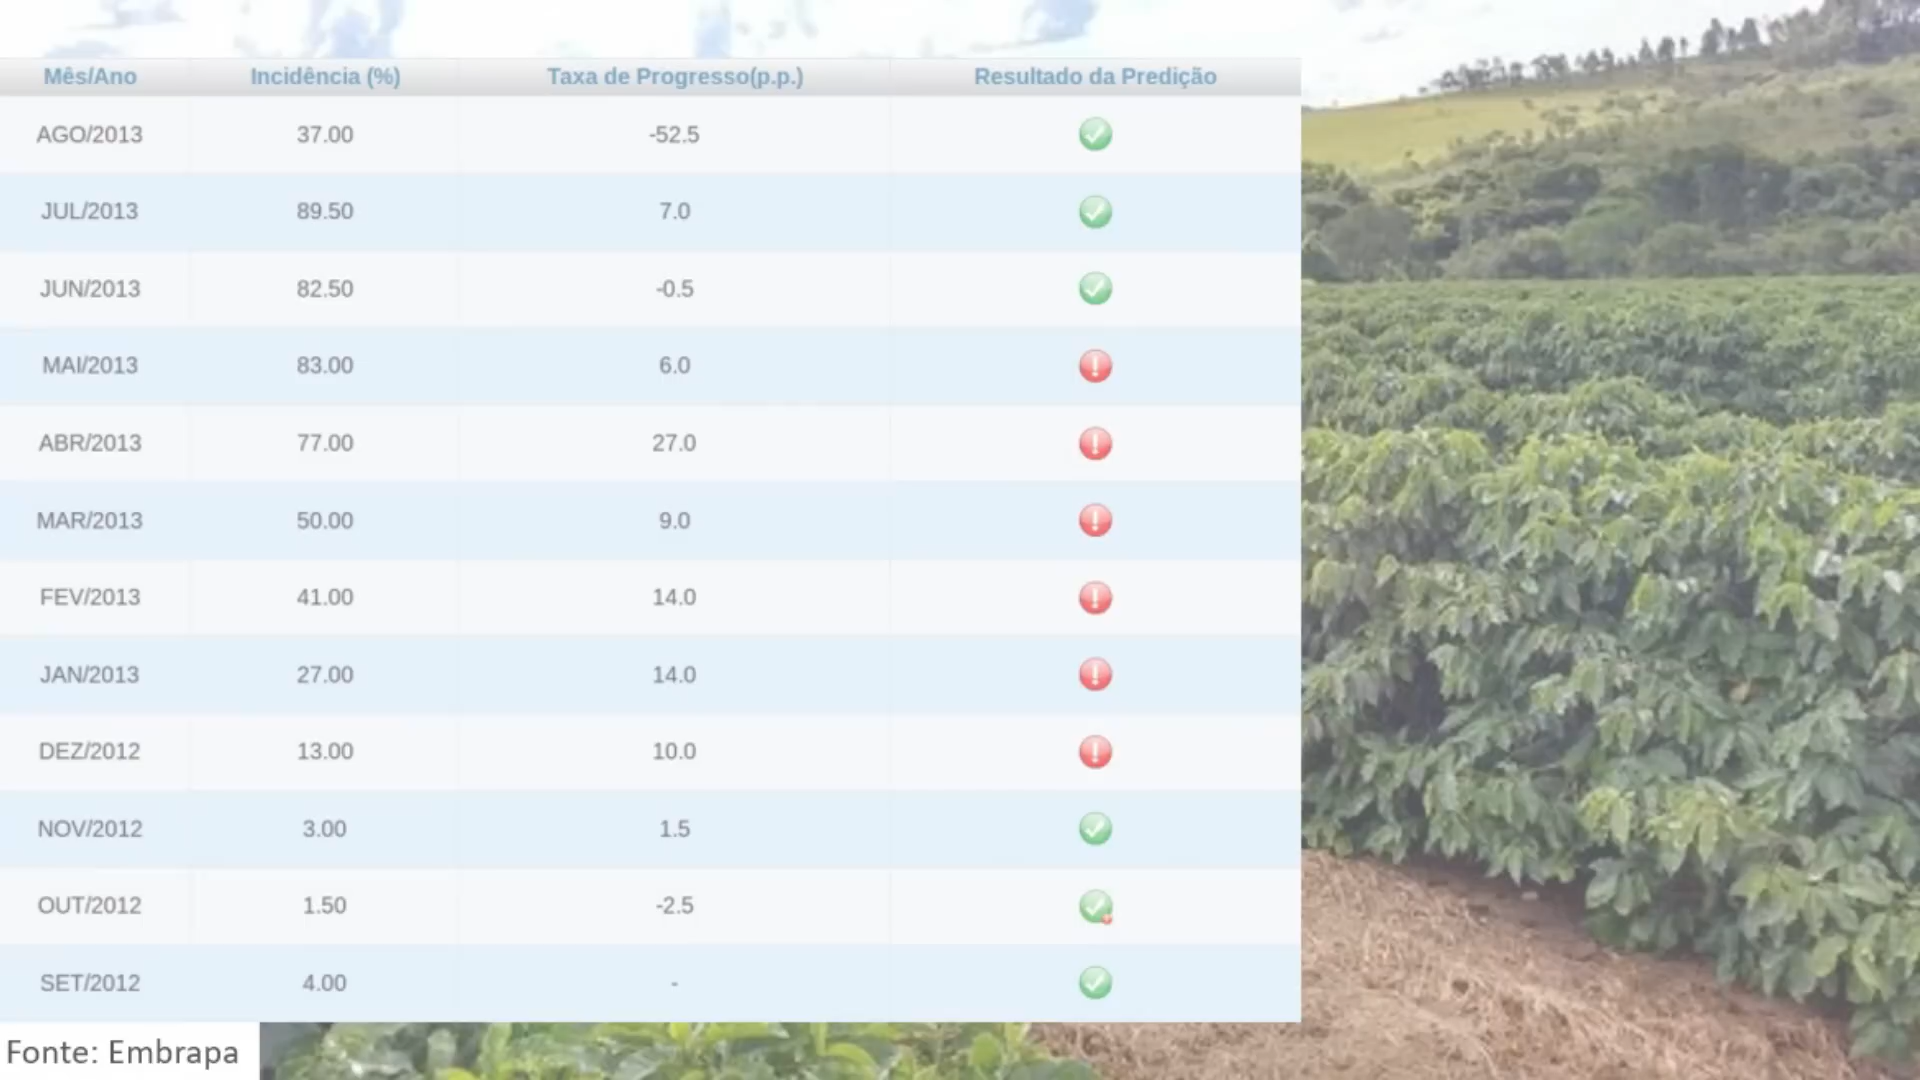 Mês/Ano Incidência (%) Taxa de Progresso(p.p.) Resultado da Predição
AGO/2013 37.00 -52.5
JUL/2013 89.50 7.0
JUN/2013 82.50 -0.5
MAI/2013 83.00 6.0
ABR/2013 77.00 27.0
MAR/2013 50.00 9.0
FEV/2013 41.00 14.0
JAN/2013 27.00 14.0
DEZ/2012 13.00 10.0
NOV/2012 3.00 1.5
OUT/2012 1.50 -2.5
SET/2012 4.00 -
Fonte: Embrapa